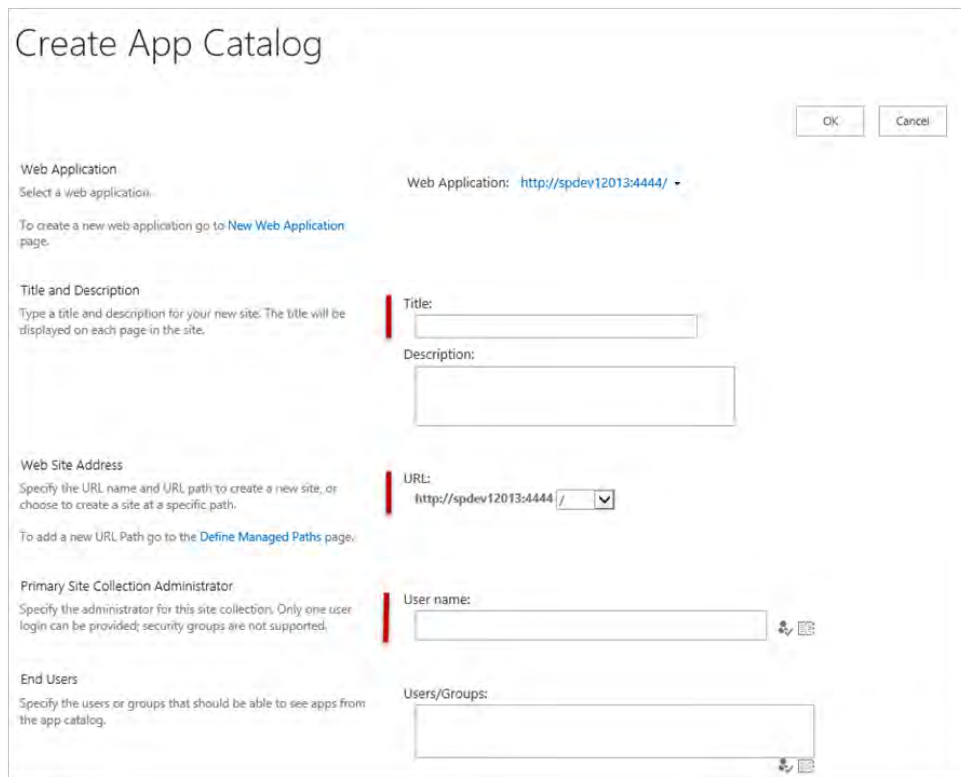 Create App Catalog
OK
Cancel
Web Application
Select a web application.
To create a new web application go to New Web Application
page.
Web Application: http://spdev12013:4444/
Title and Description
Type a title and description for your new site. The title will be
displayed on each page in the site.
Title:
Description:
Web Site Address
Specify the URL name and URL path to create a new site, or
choose to create a site at a specific path.
To add a new URL Path go to the Define Managed Paths page.
URL:
http://spdev12013:4444 /
Primary Site Collection Administrator
Specify the administrator for this site collection. Only one user
login can be provided; security groups are not supported.
User name:
End Users
Specify the users or groups that should be able to see apps from
the app catalog.
Users/Groups: